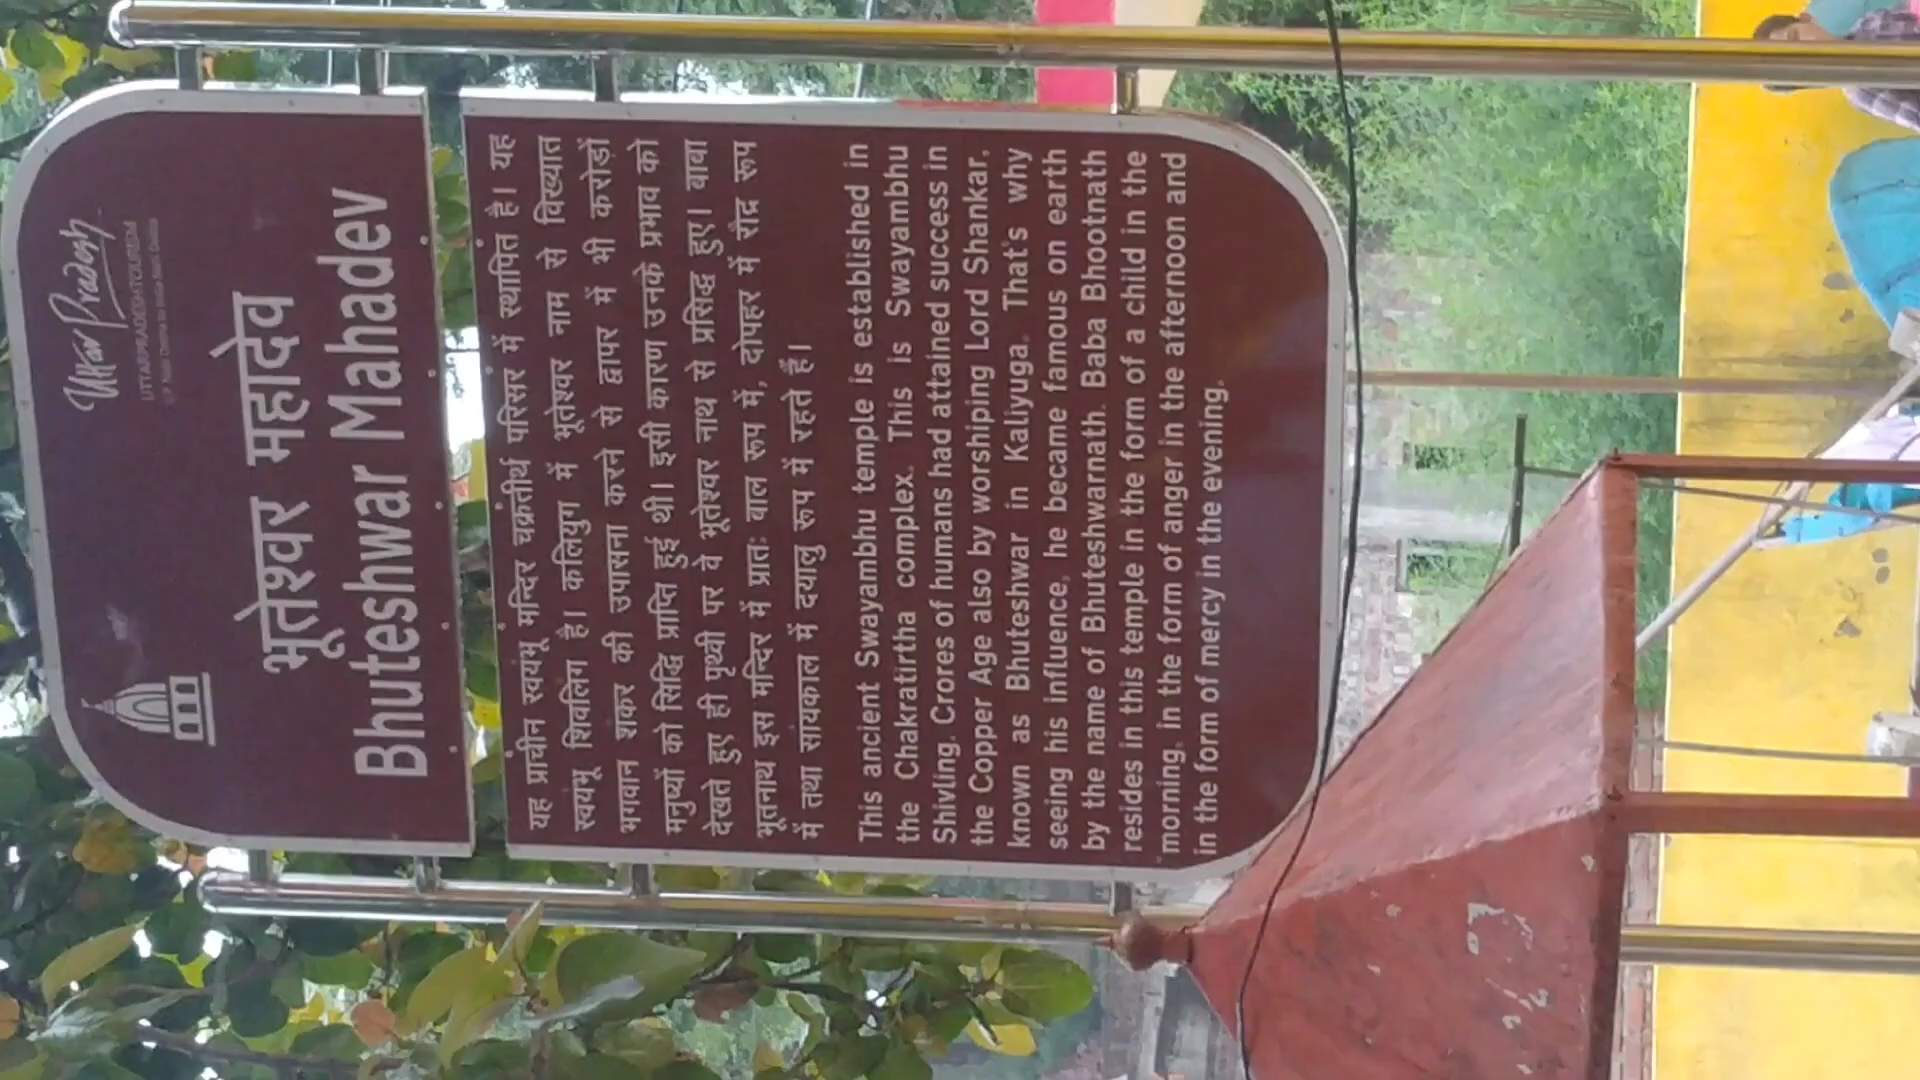 Uttar Pradesh
UTTARPRADESHTOURISM
भूतेश्वर महादेव
Bhuteshwar Mahadev
यह प्राचीन स्वयंभू मन्दिर चक्रतीर्थ परिसर में स्थापित है। यह
स्वयंभू शिवलिंग है। कलियुग में भूतेश्वर नाम से विख्यात
भगवान शंकर की उपासना करने से द्वापर में भी करोड़ों
मनुष्यों को सिद्धि प्राप्ति हुई थी। इसी कारण उनके प्रभाव को
देखते हुए ही पृथ्वी पर वे भूतेश्वर नाथ से प्रसिद्ध हुए। बाबा
भूतनाथ इस मन्दिर में प्रातः बाल रूप में, दोपहर में रौद्र रूप
में तथा सायंकाल में दयालु रूप में रहते हैं।
This ancient Swayambhu temple is established in
the Chakratirtha complex. This is Swayambhu
Shivling. Crores of humans had attained success in
the Copper Age also by worshiping Lord Shankar,
known as Bhuteshwar in Kaliyuga. That's why
seeing his influence, he became famous on earth
by the name of Bhuteshwarnath. Baba Bhootnath
resides in this temple in the form of a child in the
morning, in the form of anger in the afternoon and
in the form of mercy in the evening.